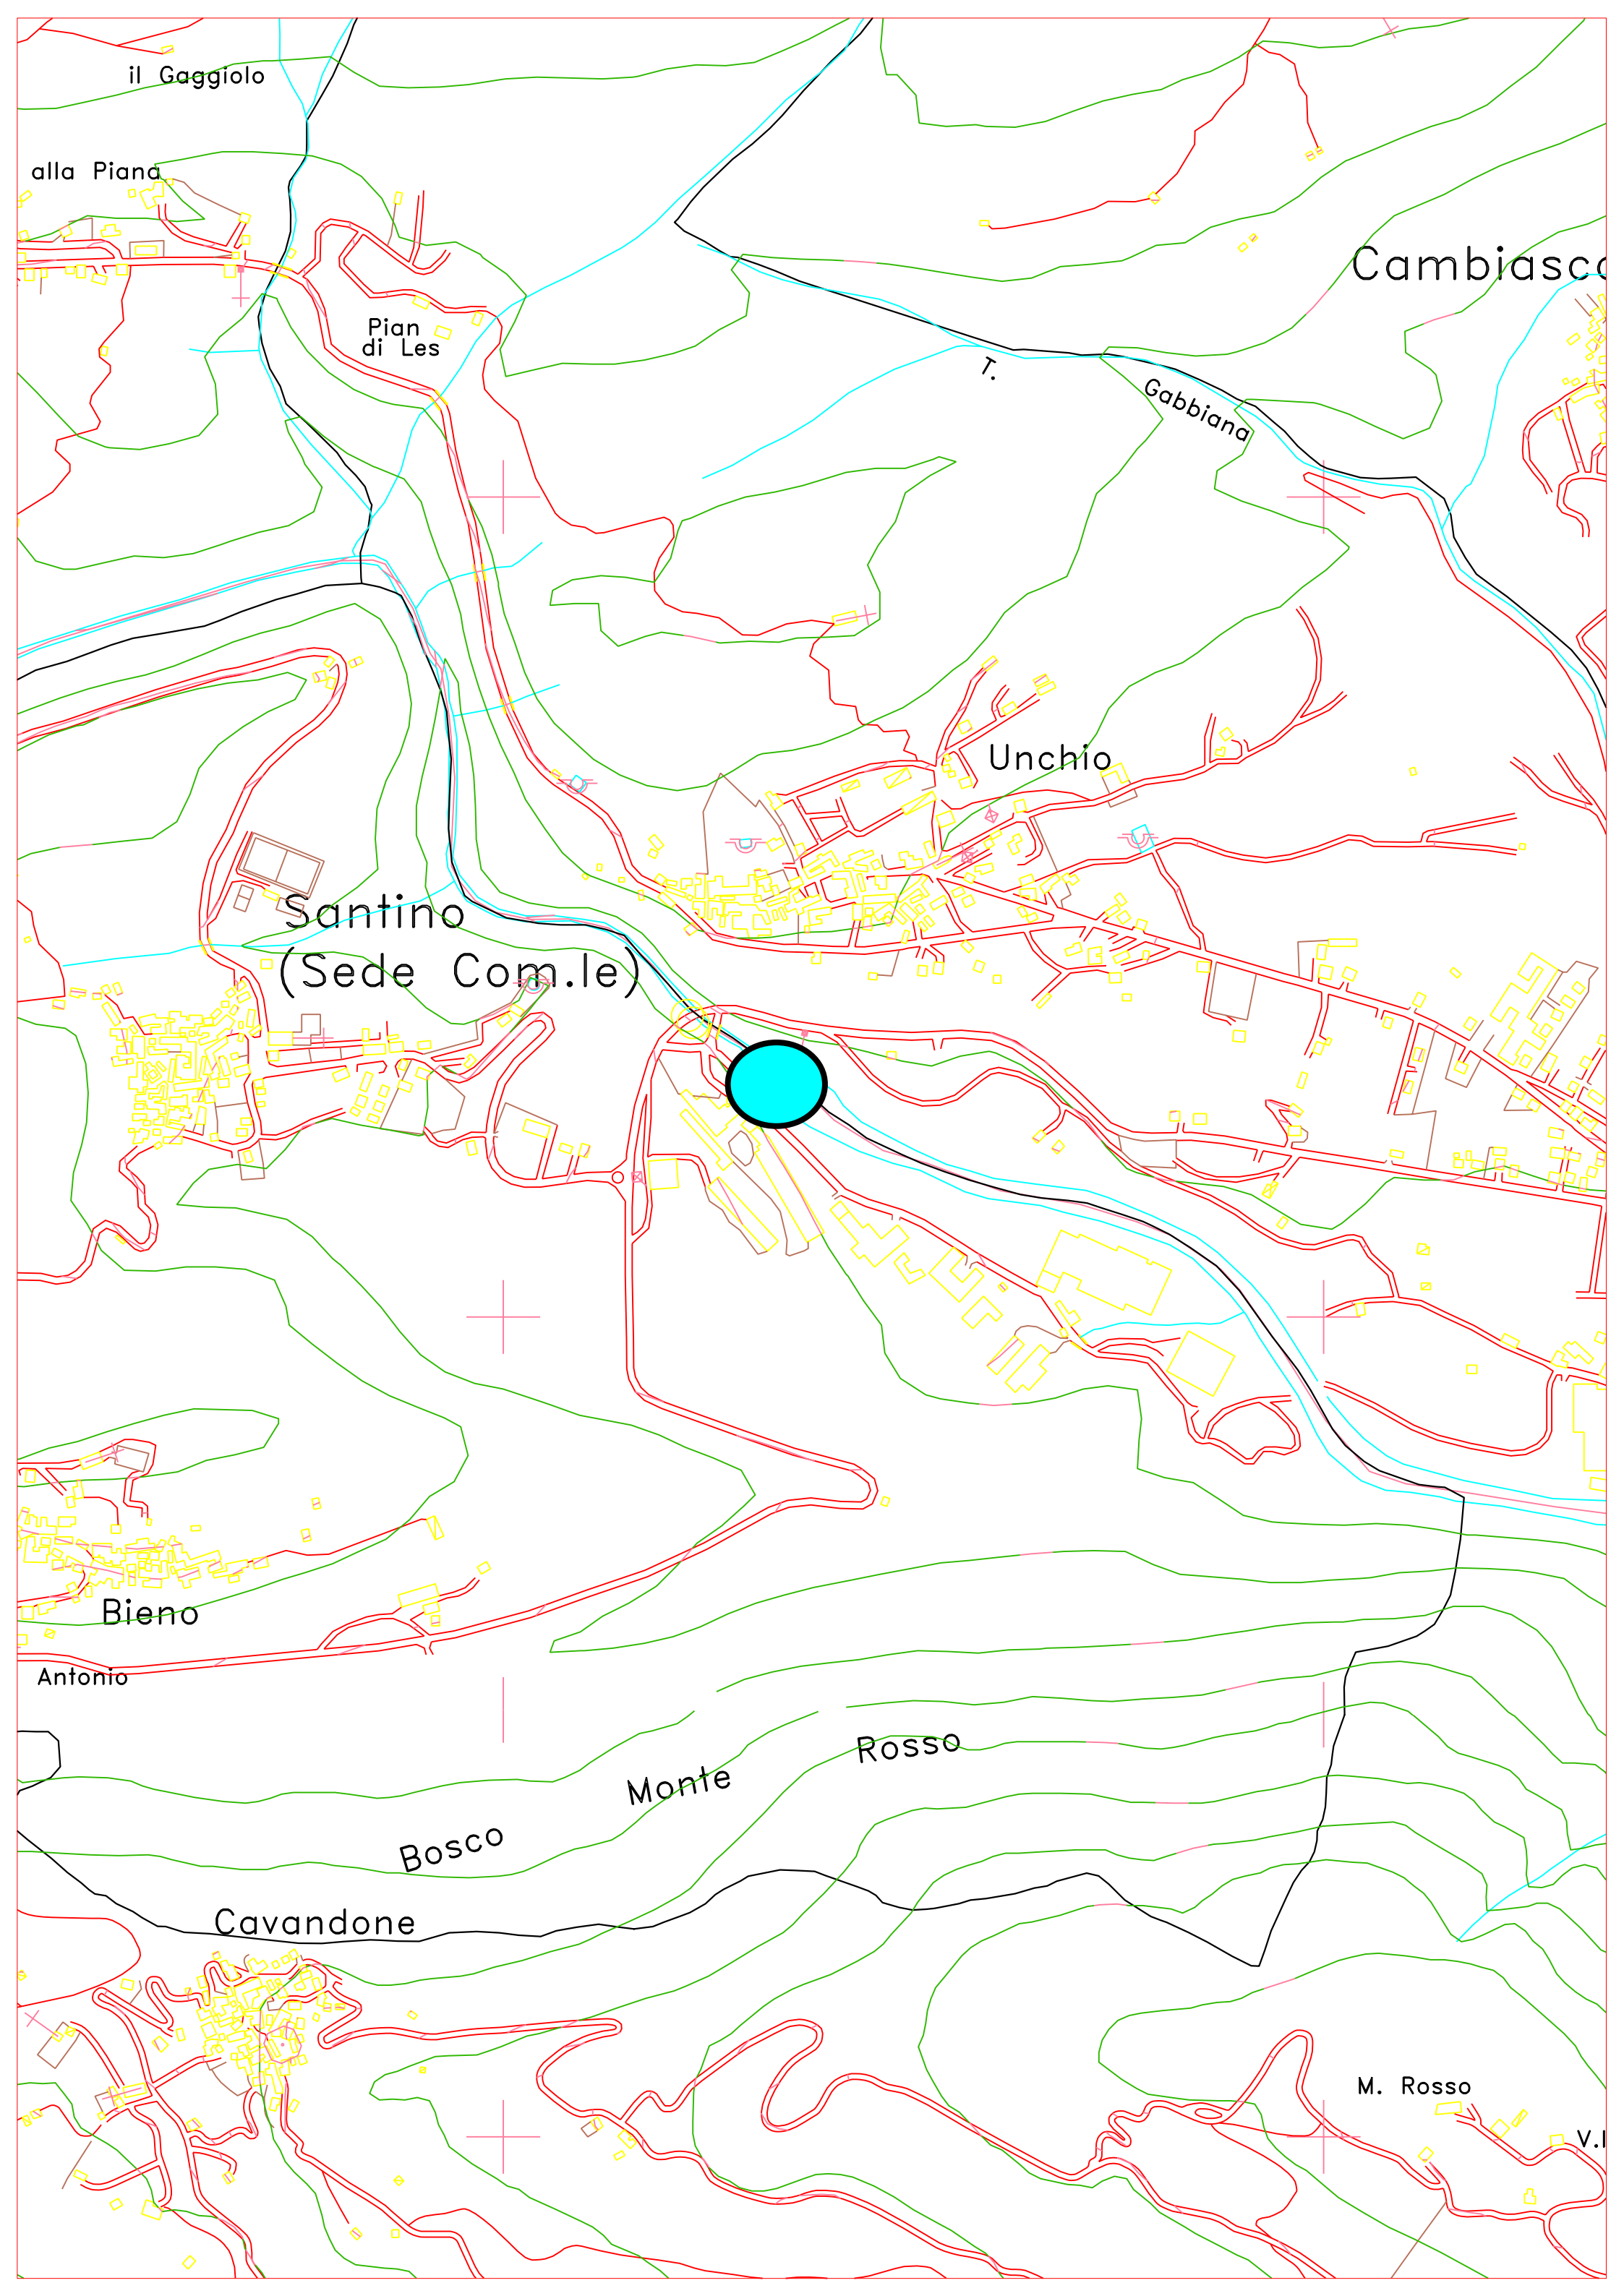 il Gaggiolo
alla Piana
Cambiasc
Pian
di Les
T.
Gabbiana
Unchio
Santino
(Sede Com.le)
Bieno
Antonio
Rosso
Monte
Bosco
Cavandone
M. Rosso
V.